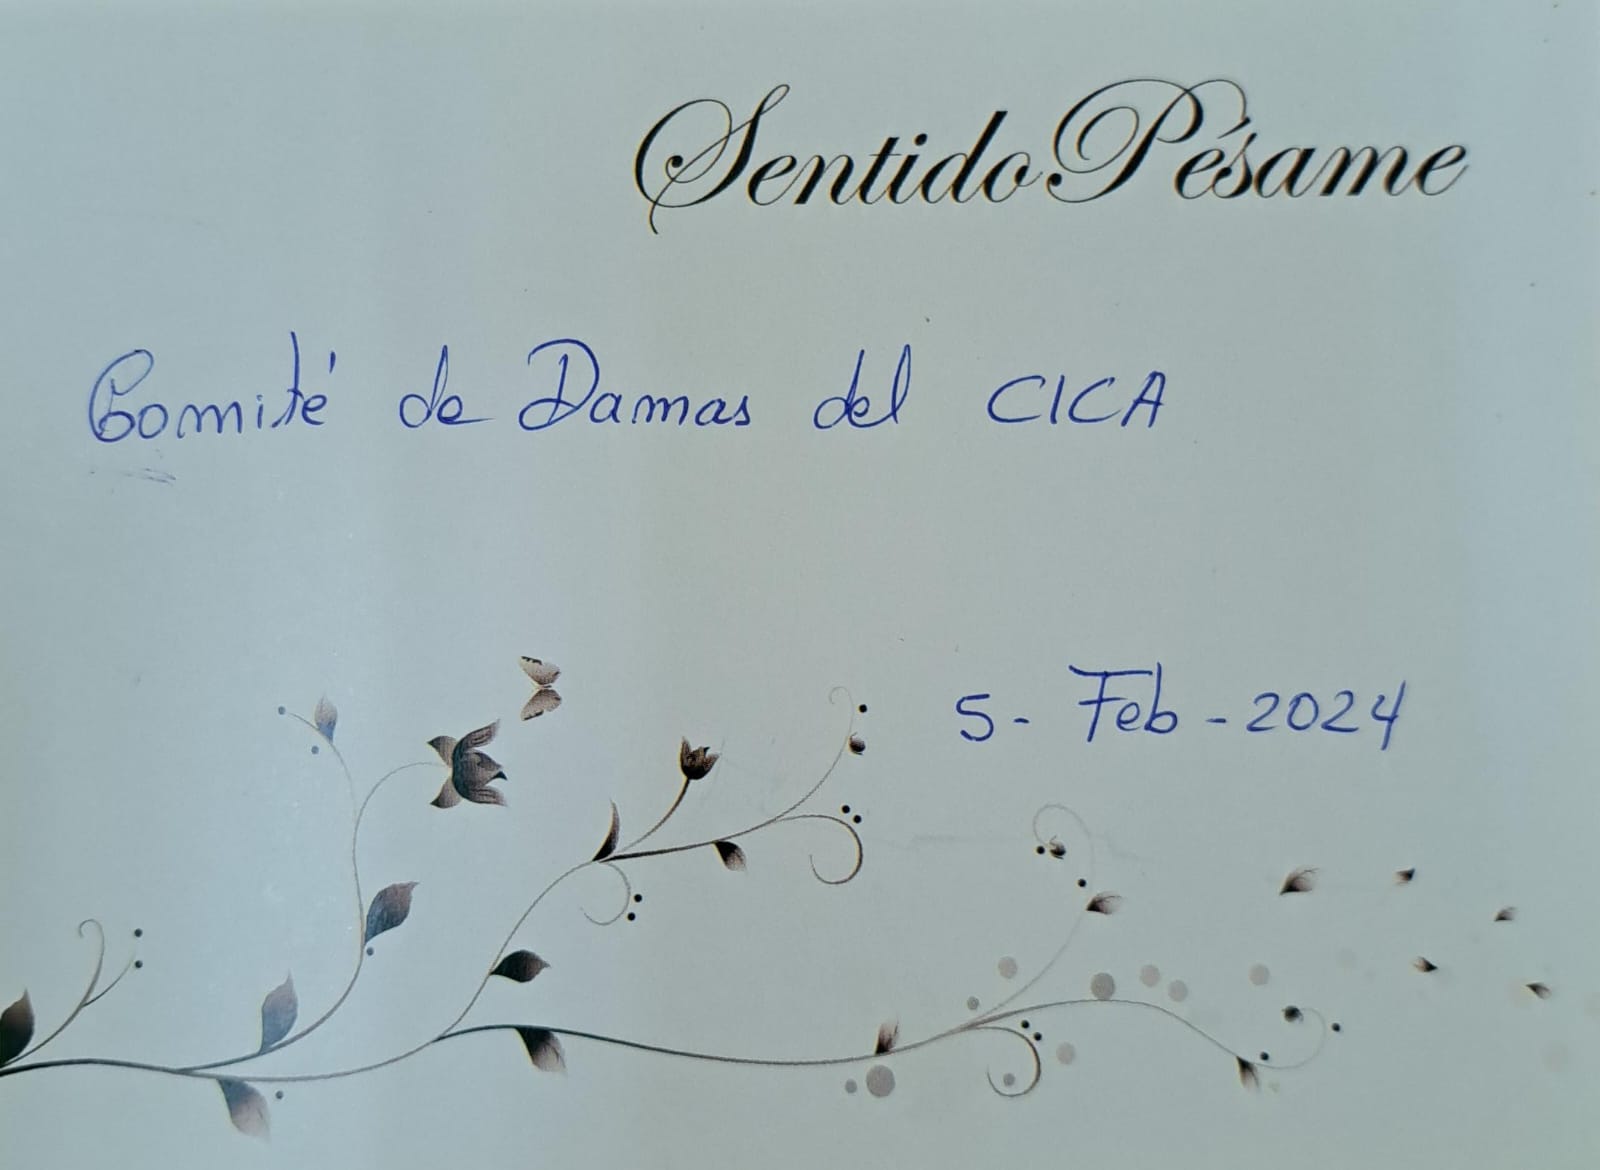 Sentido Pésame
Comité de Damas del CICA
5- Feb - 2024